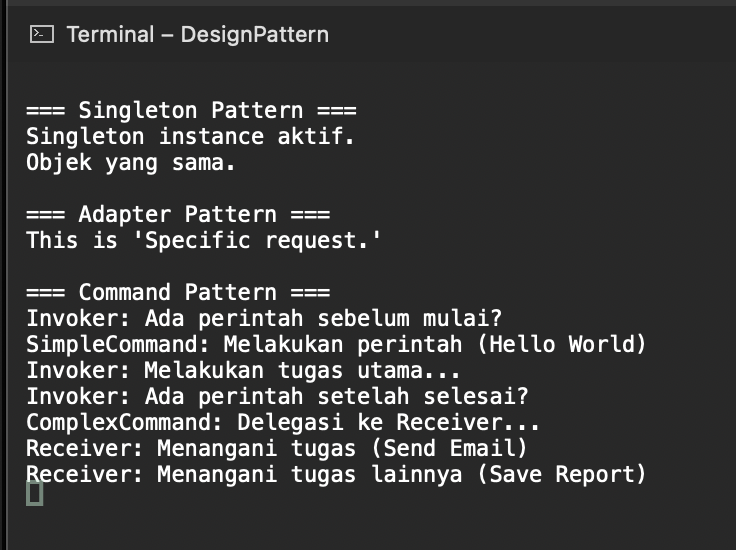 Terminal – DesignPattern
=== Singleton Pattern ===
Singleton instance aktif.
Objek yang sama.
=== Adapter Pattern ===
This is 'Specific request.'
=== Command Pattern ===
Invoker: Ada perintah sebelum mulai?
SimpleCommand: Melakukan perintah (Hello World)
Invoker: Melakukan tugas utama...
Invoker: Ada perintah setelah selesai?
ComplexCommand: Delegasi ke Receiver...
Receiver: Menangani tugas (Send Email)
Receiver: Menangani tugas lainnya (Save Report)